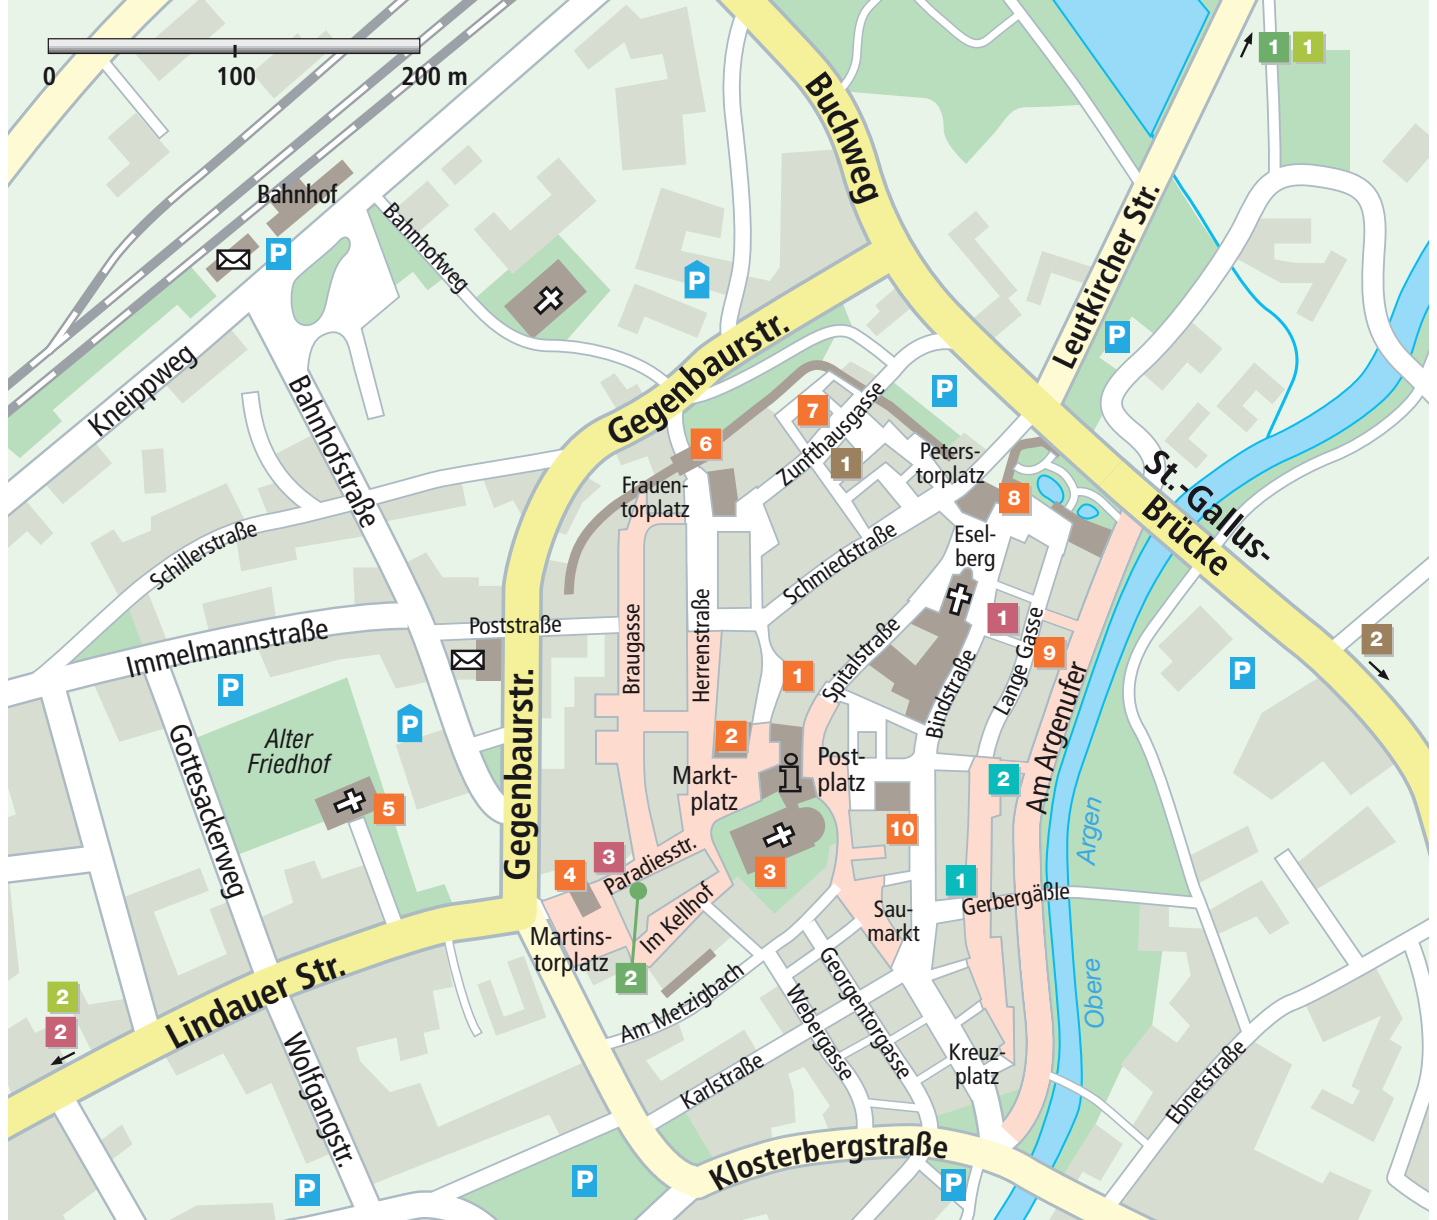 0
100
200 m
1
1
Buchweg
Bahnhof
P
Bahnhofweg
P
Leutkircher Str.
P
Kneippweg
Gegenbaurstr.
P
Bahnhofstraße
7
Zunfthausgasse
6
1
Peters-
torplatz
Frauen-
torplatz
St.-Gallus-
Brücke
8
Schillerstraße
Esel-
berg
Schmiedstraße
Poststraße
Braugasse
Herrenstraße
1
Lange Gasse
9
2
P
Immelmannstraße
P
Spitalstraße
1
Bindstraße
Am Argenufer
P
Gegenbaurstr.
Gottesackerweg
Alter
Friedhof
2
Markt-
platz
i
Post-
platz
2
5
10
Argen
3
4
Paradiesstr.
3
1
Gerbergäßle
Im Kellhof
Sau-
markt
Martins-
torplatz
2
Am Metzigbach
Georgentorgasse
Webergasse
Obere
2
2
Lindauer Str.
Wolfgangstr.
Karlstraße
Kreuz-
platz
Ebnetstraße
Klosterbergstraße
P
P
P